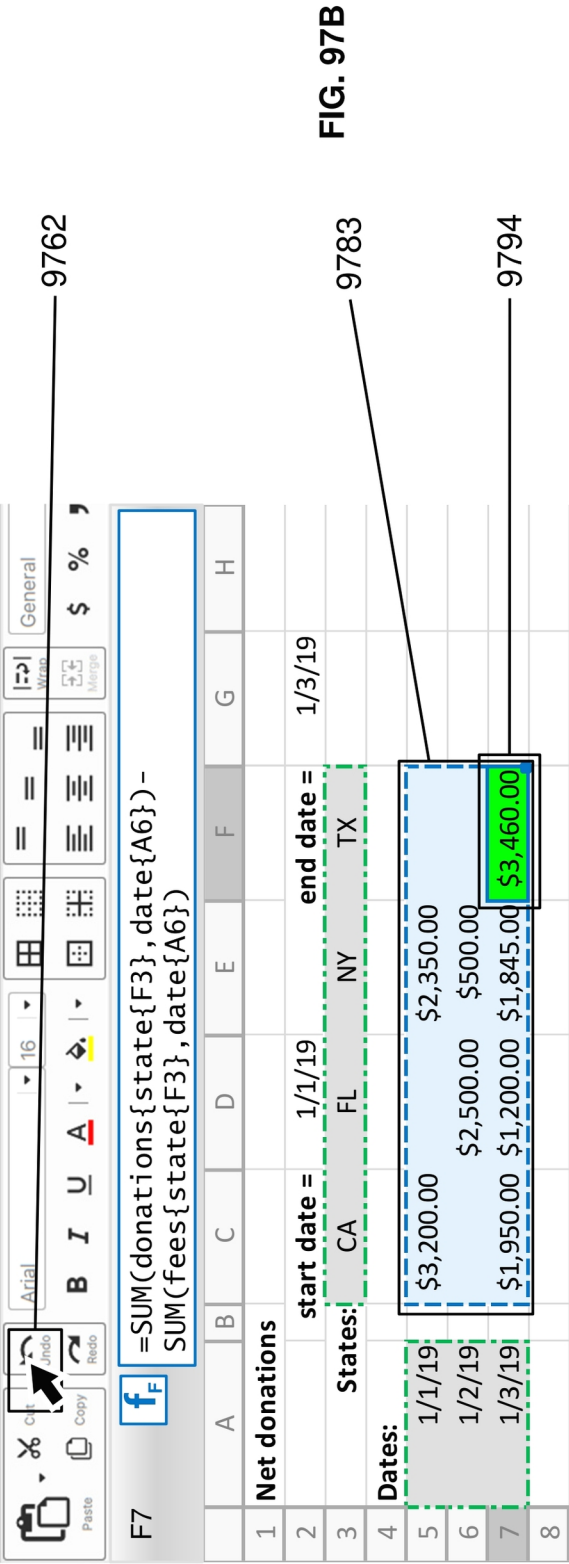 Paste
Cut
Copy
Undo
Redo
Arial
16
B I U A
Wrap
Merge
General
$ % ,
9762
F7
fF
=SUM(donations{state{F3},date{A6})-
SUM(fees{state{F3},date{A6})
A B C D E F G H
1 Net donations
2 start date = 1/1/19 end date = 1/3/19
3 States: CA FL NY TX
4 Dates:
5 1/1/19 $3,200.00 $2,350.00
6 1/2/19 $2,500.00 $500.00
7 1/3/19 $1,950.00 $1,200.00 $1,845.00 $3,460.00
8
9783
9794
FIG. 97B